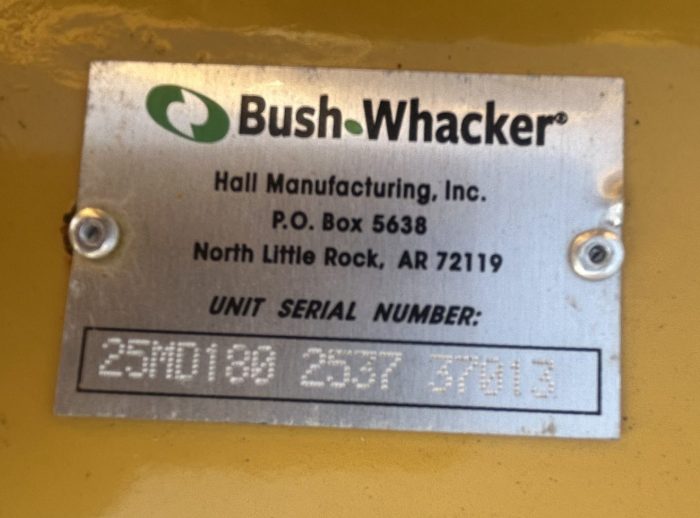 Bush-Whacker®
Hall Manufacturing, Inc.
P.O. Box 5638
North Little Rock, AR 72119
UNIT SERIAL NUMBER:
25MD180 2537 37013